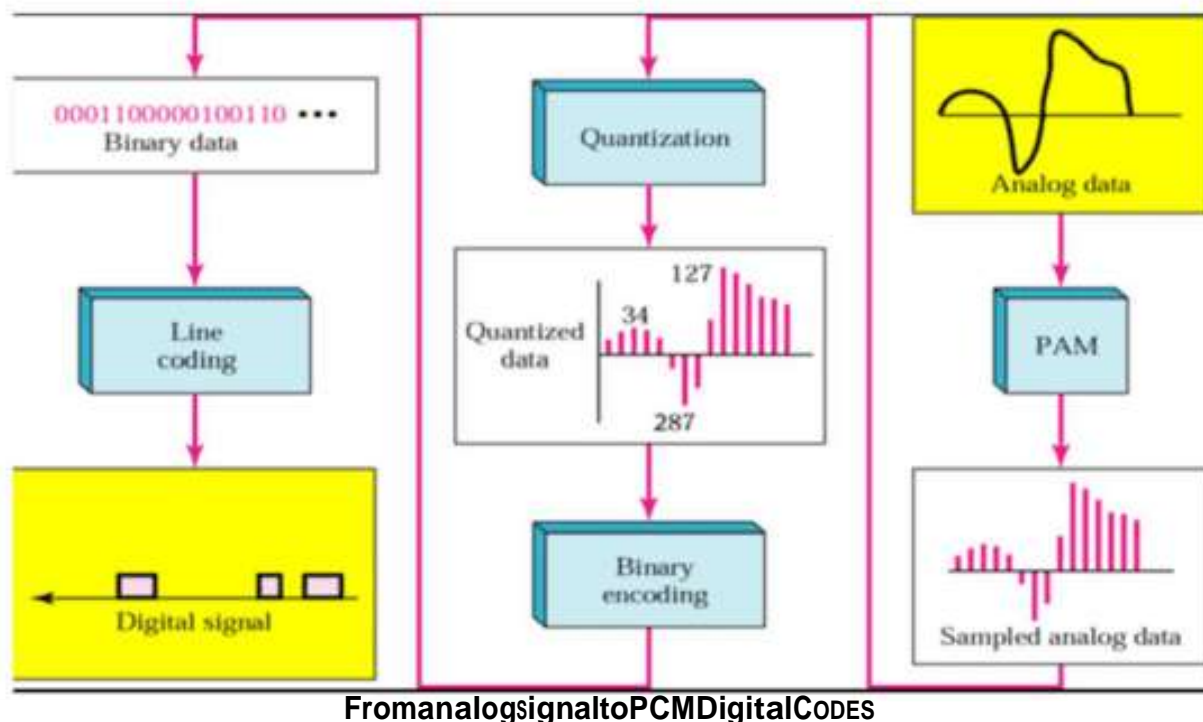 0001100000100110 •••
Binary data
Line
coding
Digital signal
Quantization
127
34
Quantized
data
287
Binary
encoding
Analog data
PAM
Sampled analog data
FromanalogsignaltoPCMDigitalCODES